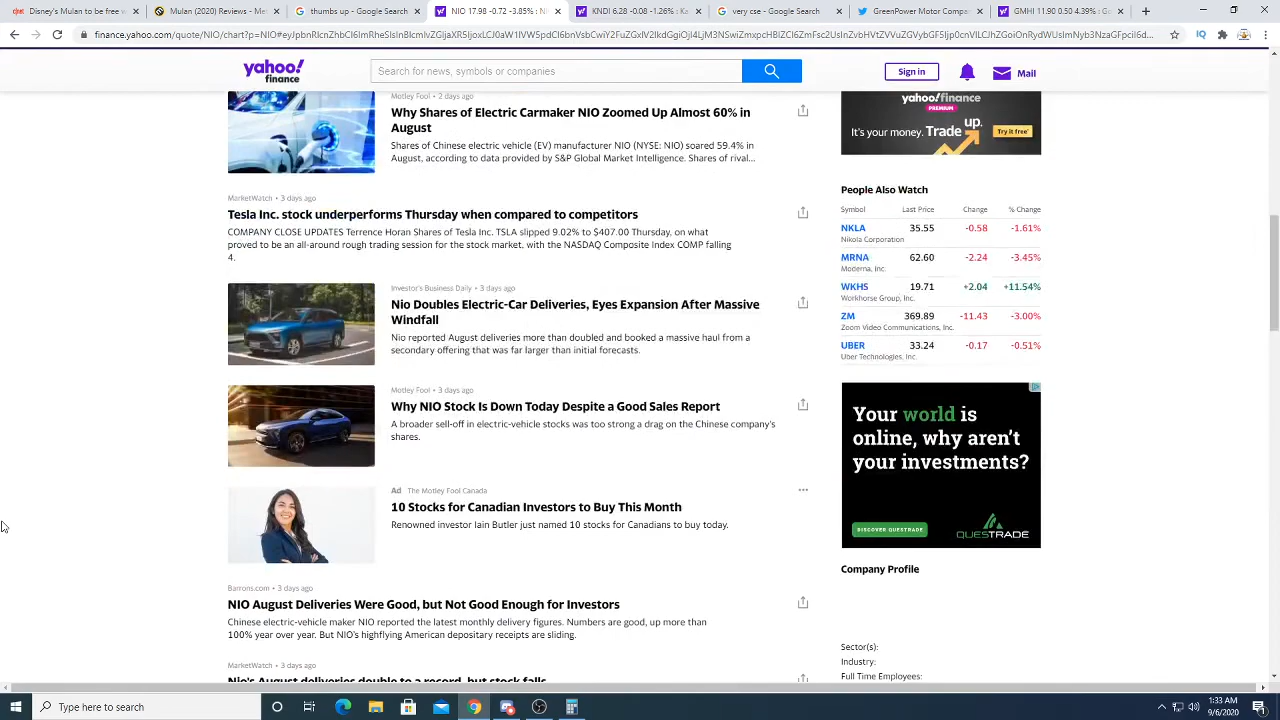 Disney's Mulan to be free w
Mulan (2020) Reviews - Me
thumbs up - Google Search
NIO 17.98 -0.72 -3.85% : N
KNDI 6.28 -0.08 -1.26% : Ka
very cse - Google Search
GreenPower Motor Compa
GMHI 11.90 0.50 4.39% : G
yahoo!
finance
Search for news, symbols or companies
Sign in
Mail
Motley Fool • 2 days ago
Why Shares of Electric Carmaker NIO Zoomed Up Almost 60% in
August
Shares of Chinese electric vehicle (EV) manufacturer NIO (NYSE: NIO) soared 59.4% in
August, according to data provided by S&P Global Market Intelligence. Shares of rival...
MarketWatch • 3 days ago
Tesla Inc. stock underperforms Thursday when compared to competitors
COMPANY CLOSE UPDATES Terrence Horan Shares of Tesla Inc. TSLA slipped 9.02% to $407.00 Thursday, on what
proved to be an all-around rough trading session for the stock market, with the NASDAQ Composite Index COMP falling
4.
Investor's Business Daily • 3 days ago
Nio Doubles Electric-Car Deliveries, Eyes Expansion After Massive
Windfall
Nio reported August deliveries more than doubled and booked a massive haul from a
secondary offering that was far larger than initial forecasts.
Motley Fool • 3 days ago
Why NIO Stock Is Down Today Despite a Good Sales Report
A broader sell-off in electric-vehicle stocks was too strong a drag on the Chinese company's
shares.
Ad The Motley Fool Canada
10 Stocks for Canadian Investors to Buy This Month
Renowned investor Iain Butler just named 10 stocks for Canadians to buy today.
Barrons.com • 3 days ago
NIO August Deliveries Were Good, but Not Good Enough for Investors
Chinese electric-vehicle maker NIO reported the latest monthly delivery figures. Numbers are good, up more than
100% year over year. But NIO's highflying American depositary receipts are sliding.
MarketWatch • 3 days ago
Nio's August deliveries double to a record, but stock falls
yahoo!finance
PREMIUM
It's your money. Trade up.
Try it free*
People Also Watch
Symbol Last Price Change % Change
NKLA 35.55 -0.58 -1.61%
Nikola Corporation
MRNA 62.60 -2.24 -3.45%
Moderna, Inc.
WKHS 19.71 +2.04 +11.54%
Workhorse Group, Inc.
ZM 369.89 -11.43 -3.00%
Zoom Video Communications, Inc.
UBER 33.24 -0.17 -0.51%
Uber Technologies, Inc.
Your world is
online, why aren't
your investments?
DISCOVER QUESTRADE
QUESTRADE
Company Profile
Sector(s):
Industry:
Full Time Employees:
Type here to search
1:33 AM
9/6/2020